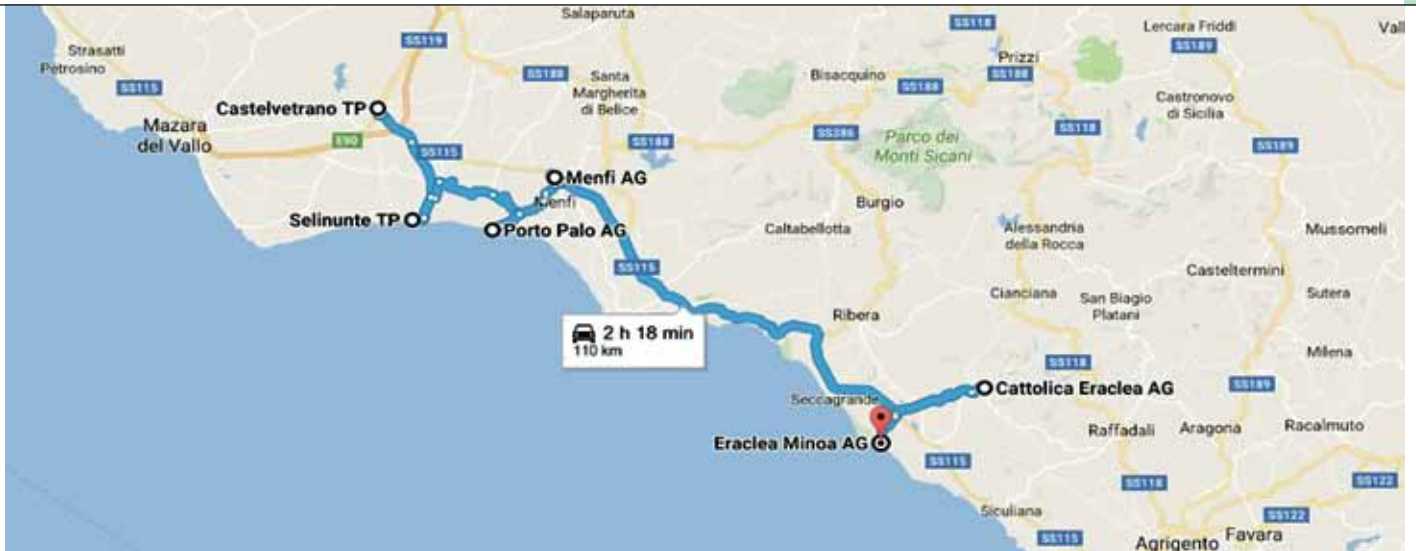 Salaparuta
SS118
Lercara Friddi
SS189
Vall
Strasatti
Petrosino
SS119
Prizzi
SS115
SS188
Santa
Margherita
di Belice
Bisacquino
SS188
SS188
Castronovo
di Sicilia
Castelvetrano TP
Mazara
del Vallo
E90
SS115
SS188
SS386
SS118
Parco dei
Monti Sicani
SS189
Menfi AG
Menfi
Burgio
Selinunte TP
Porto Palo AG
Caltabellotta
Alessandria
della Rocca
Mussomeli
SS115
Casteltermini
Cianciana
San Biagio
Platani
Sutera
Ribera
2 h 18 min
110 km
Milena
SS118
SS189
Cattolica Eraclea AG
Seccagrande
Eraclea Minoa AG
Raffadali
Aragona
Racalmuto
SS115
SS118
SS122
Siculiana
SS122
SS115
Agrigento
Favara